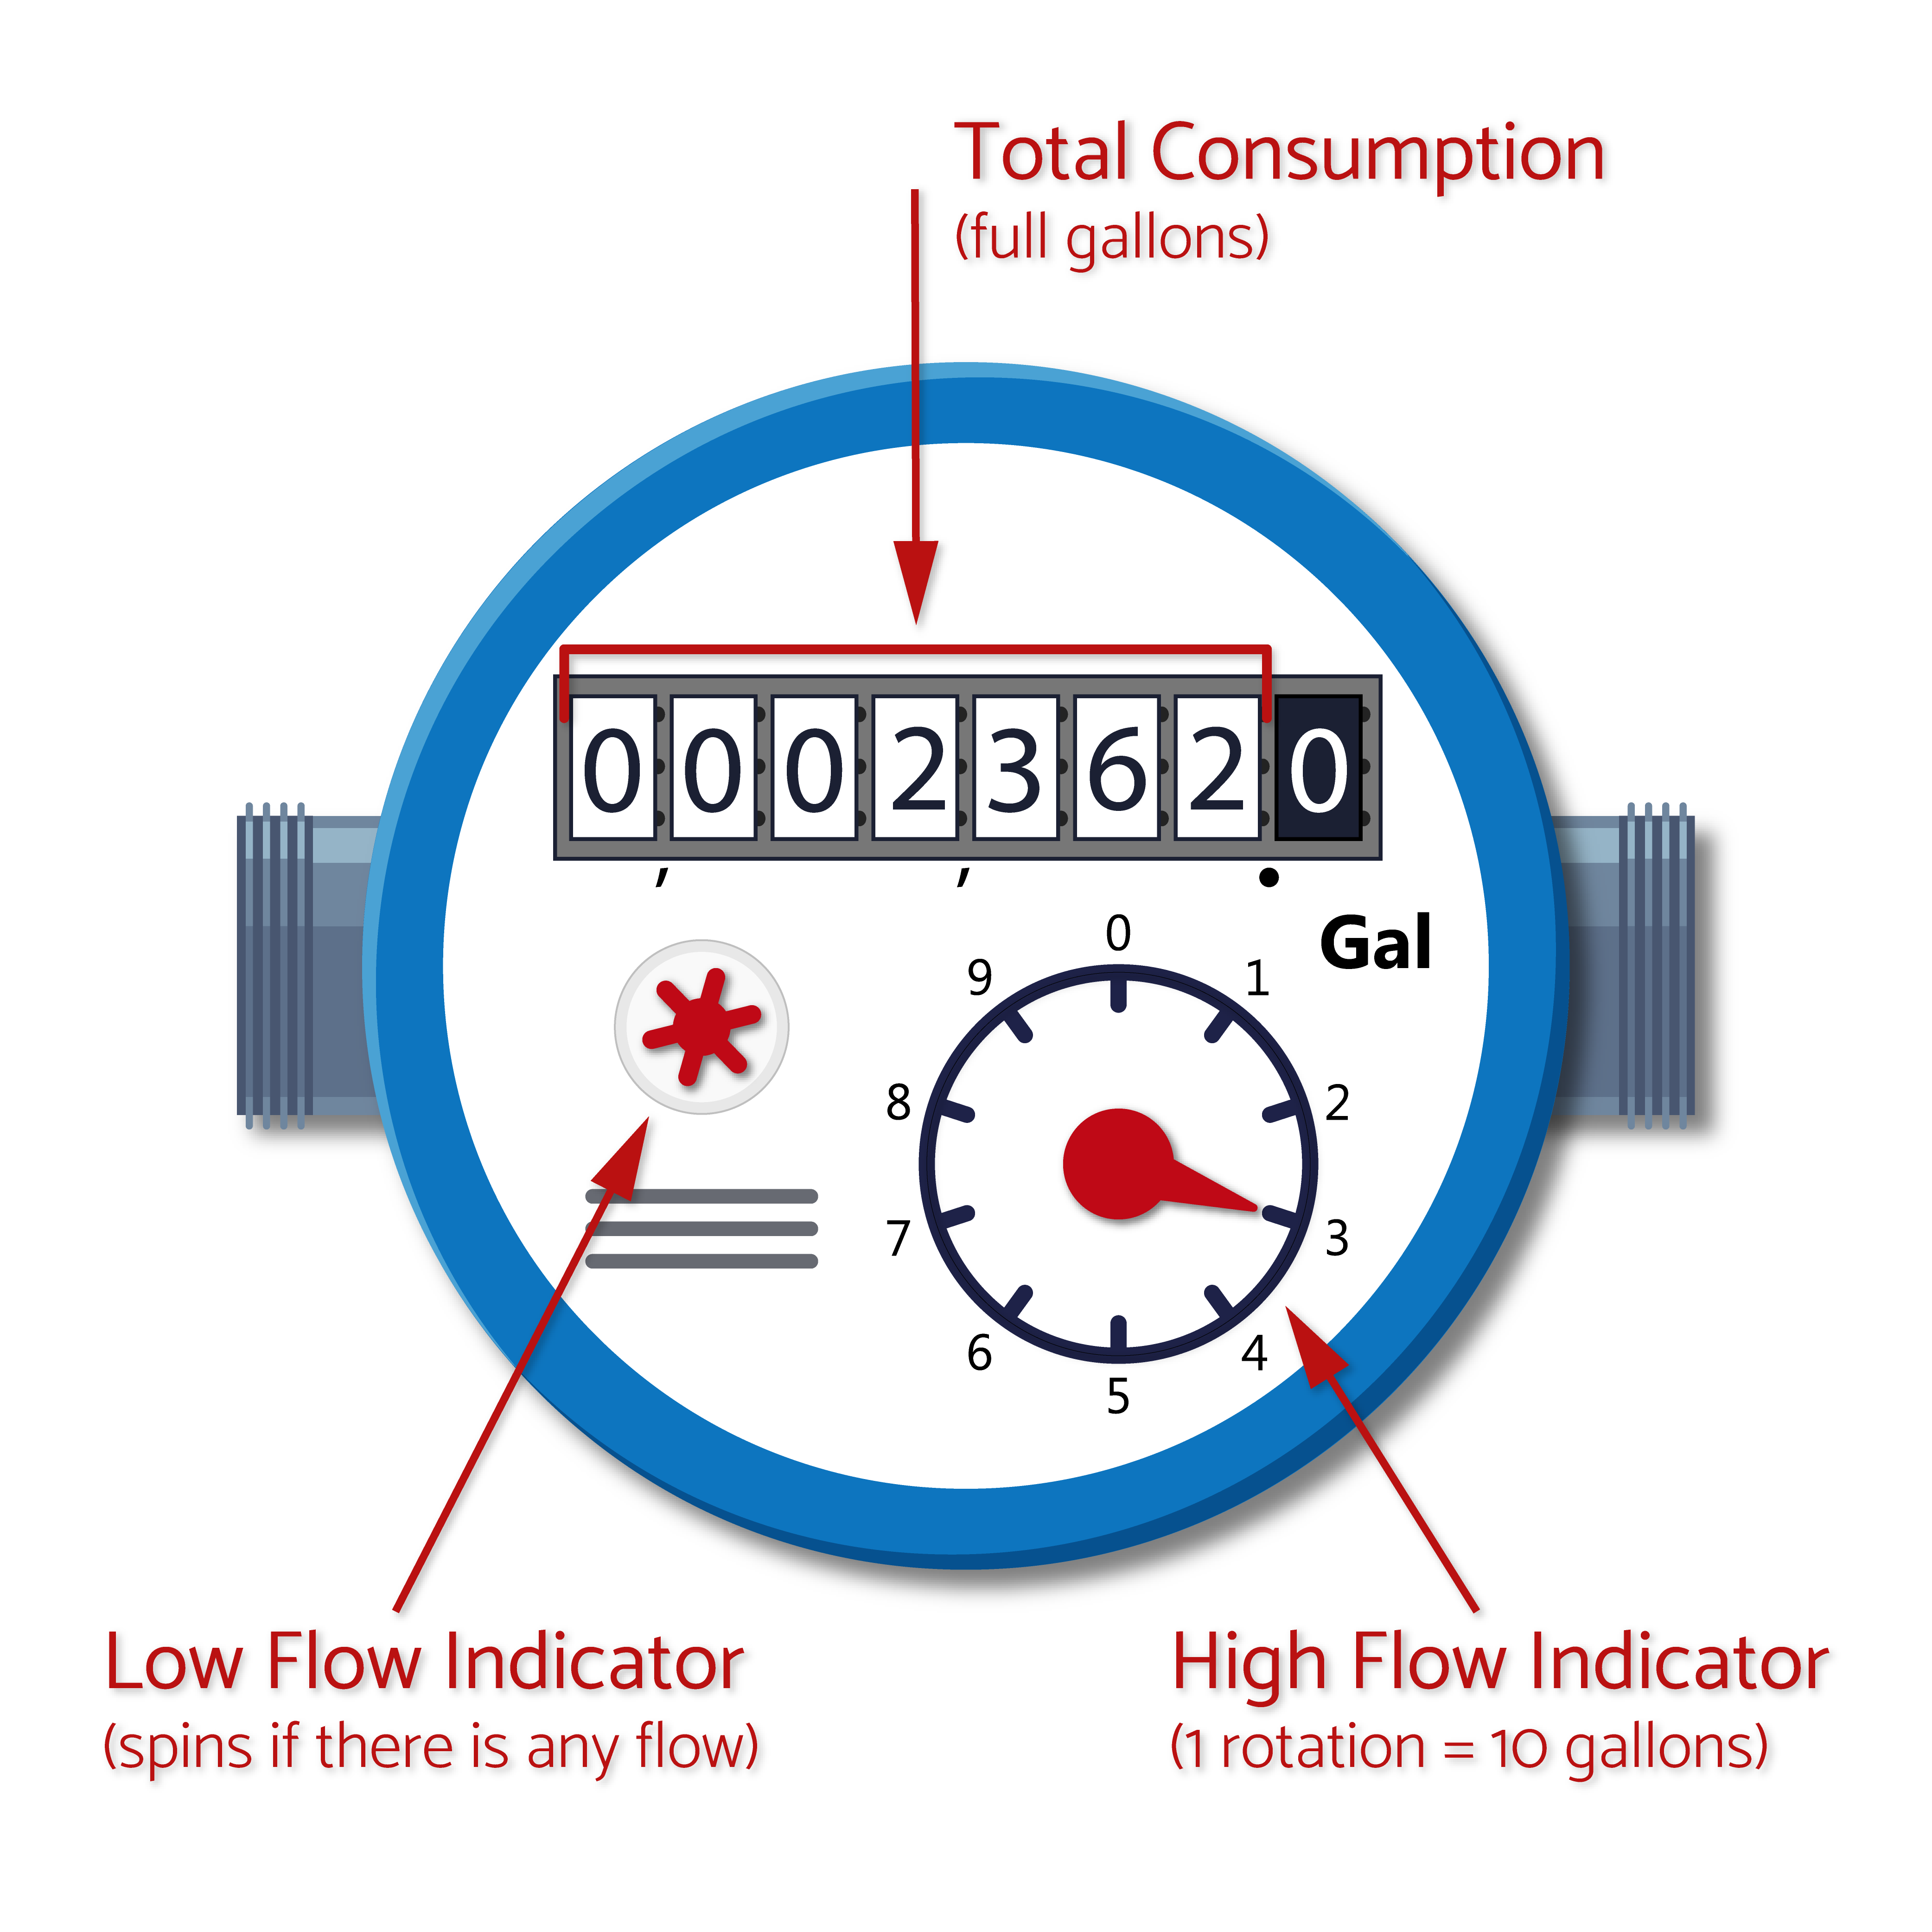 Total Consumption
(full gallons)
0 0 0 2 3 6 2 0
, , .
Gal
0
1
2
3
4
5
6
7
8
9
Low Flow Indicator
(spins if there is any flow)
High Flow Indicator
(1 rotation = 10 gallons)